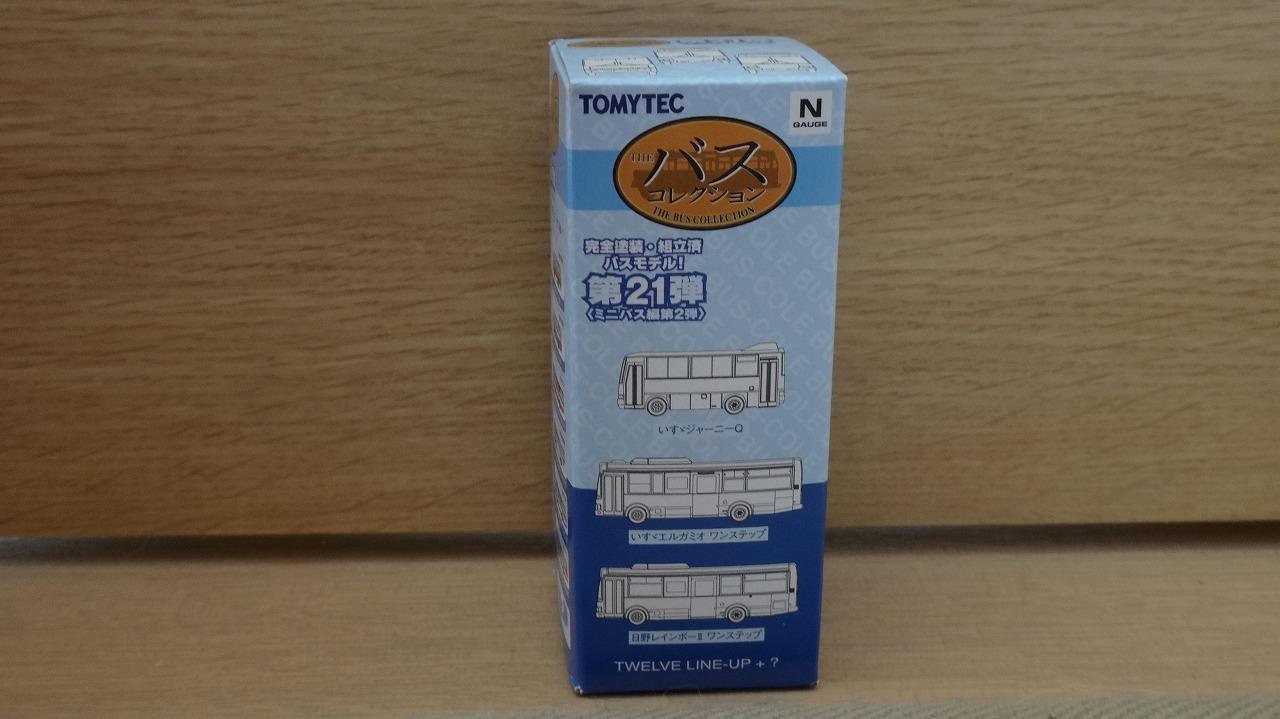 TOMYTEC
N
GAUGE
THE
バス
コレクション
THE BUS COLLECTION
完全塗装・組立済
バスモデル!
第21弾
〈ミニバス編第2弾〉
いすゞジャーニーQ
いすゞエルガミオ ワンステップ
日野レインボーII ワンステップ
TWELVE LINE-UP + ?